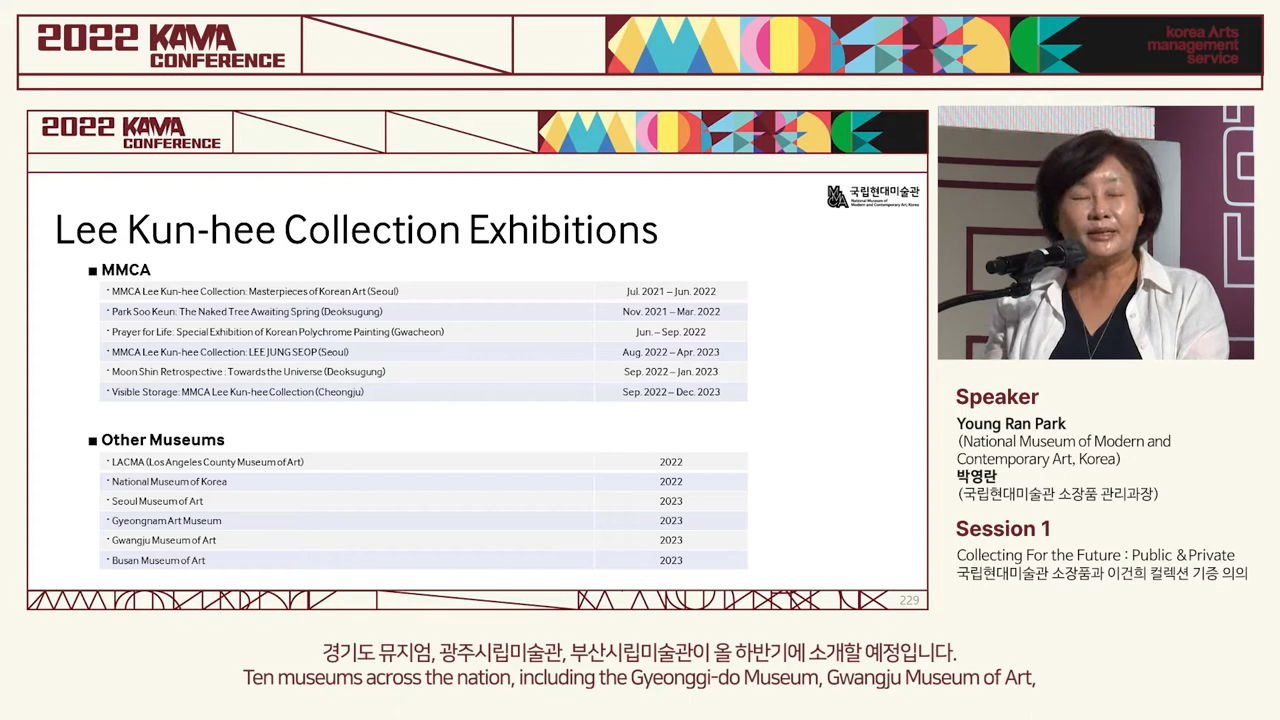 2022 KAMA
CONFERENCE
korea Arts
management
service
2022 KAMA
CONFERENCE
국립현대미술관
National Museum of
Modern and Contemporary Art, Korea
Lee Kun-hee Collection Exhibitions
■ MMCA
· MMCA Lee Kun-hee Collection: Masterpieces of Korean Art (Seoul) Jul. 2021 – Jun. 2022
· Park Soo Keun: The Naked Tree Awaiting Spring (Deoksugung) Nov. 2021 – Mar. 2022
· Prayer for Life: Special Exhibition of Korean Polychrome Painting (Gwacheon) Jun. – Sep. 2022
· MMCA Lee Kun-hee Collection: LEE JUNG SEOP (Seoul) Aug. 2022 – Apr. 2023
· Moon Shin Retrospective : Towards the Universe (Deoksugung) Sep. 2022 – Jan. 2023
· Visible Storage: MMCA Lee Kun-hee Collection (Cheongju) Sep. 2022 – Dec. 2023
■ Other Museums
· LACMA (Los Angeles County Museum of Art) 2022
· National Museum of Korea 2022
· Seoul Museum of Art 2023
· Gyeongnam Art Museum 2023
· Gwangju Museum of Art 2023
· Busan Museum of Art 2023
229
Speaker
Young Ran Park
(National Museum of Modern and
Contemporary Art, Korea)
박영란
(국립현대미술관 소장품 관리과장)
Session 1
Collecting For the Future : Public & Private
국립현대미술관 소장품과 이건희 컬렉션 기증 의의
경기도 뮤지엄, 광주시립미술관, 부산시립미술관이 올 하반기에 소개할 예정입니다.
Ten museums across the nation, including the Gyeonggi-do Museum, Gwangju Museum of Art,